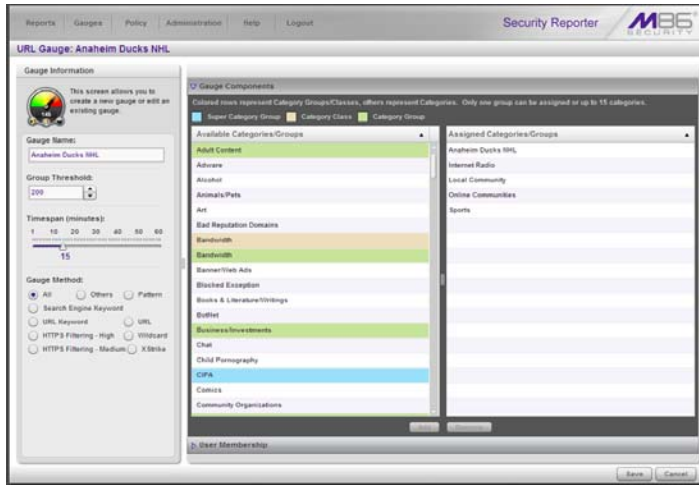 Reports Gauges Policy Administration Help Logout
Security Reporter
M86
SECURITY
URL Gauge: Anaheim Ducks NHL
Gauge Information
This screen allows you to
create a new gauge or edit an
existing gauge.
Gauge Name:
Anaheim Ducks NHL
Group Threshold:
200
Timespan (minutes):
1 10 20 30 40 50 60
15
Gauge Method:
All Others Pattern
Search Engine Keyword
URL Keyword URL
HTTPS Filtering - High Wildcard
HTTPS Filtering - Medium XStrike
Gauge Components
Colored rows represent Category Groups/Classes, others represent Categories. Only one group can be assigned or up to 15 categories.
Super Category Group Category Class Category Group
Available Categories/Groups
Adult Content
Adware
Alcohol
Animals/Pets
Art
Bad Reputation Domains
Bandwidth
Bandwidth
Banner/Web Ads
Blocked Exception
Books & Literature/Writings
BotNet
Business/Investments
Chat
Child Pornography
CIPA
Comics
Community Organizations
Assigned Categories/Groups
Anaheim Ducks NHL
Internet Radio
Local Community
Online Communities
Sports
Add Remove
User Membership
Save Cancel